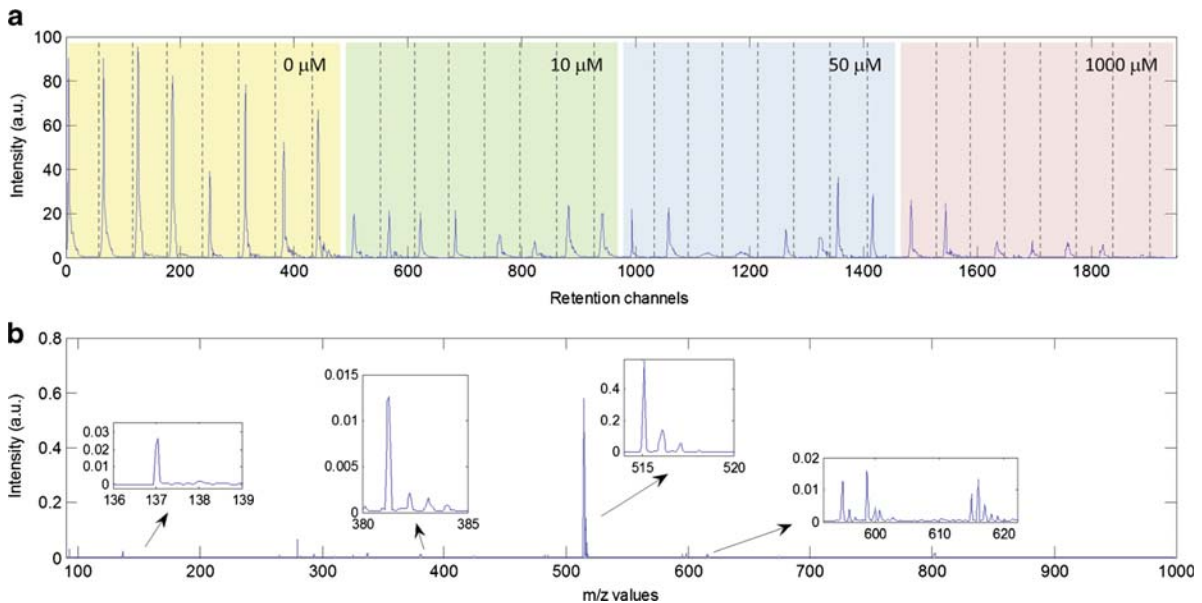 a
Intensity (a.u.)
100
80
60
40
20
0
0 μM
10 μM
50 μM
1000 μM
0 200 400 600 800 1000 1200 1400 1600 1800
Retention channels
b
Intensity (a.u.)
0.8
0.6
0.4
0.2
0
0.03
0.02
0.01
0
136 137 138 139
0.015
0.01
0.005
0
380 385
0.4
0.2
0
515 520
0.02
0.01
0
600 620
100 200 300 400 500 600 700 800 900 1000
m/z values